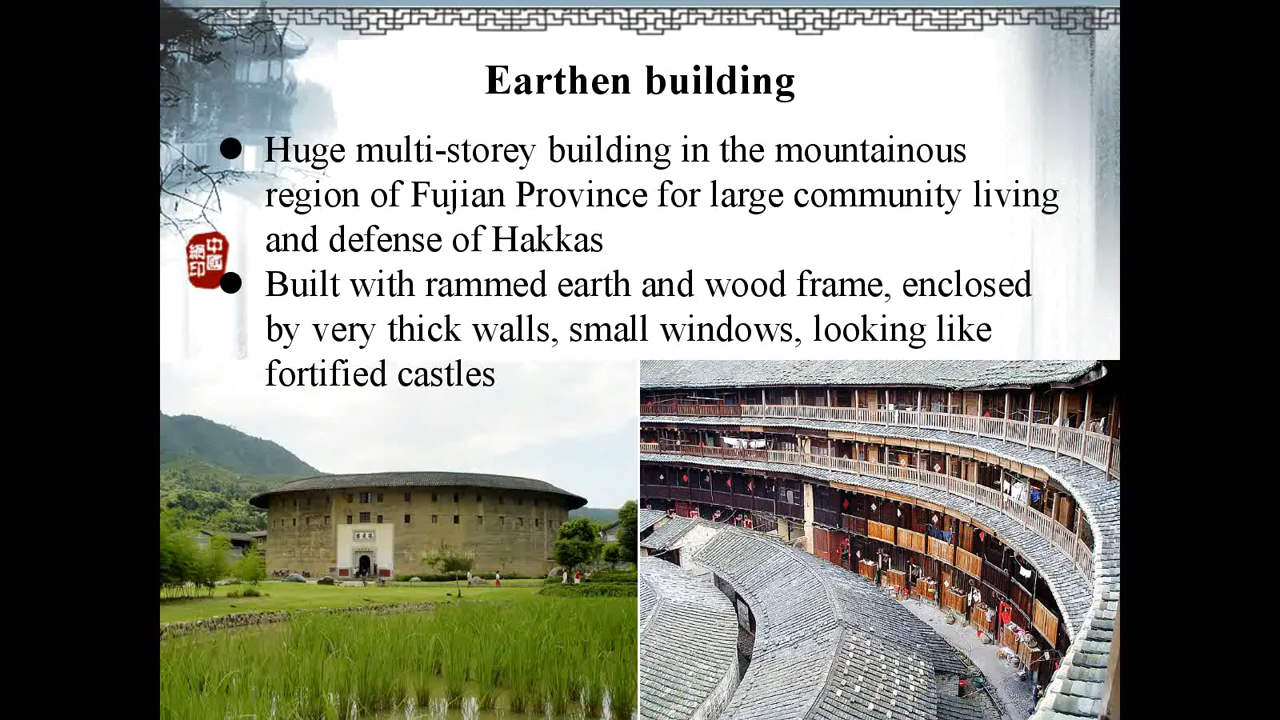 Earthen building
Huge multi-storey building in the mountainous
region of Fujian Province for large community living
and defense of Hakkas
中國
網印
Built with rammed earth and wood frame, enclosed
by very thick walls, small windows, looking like
fortified castles